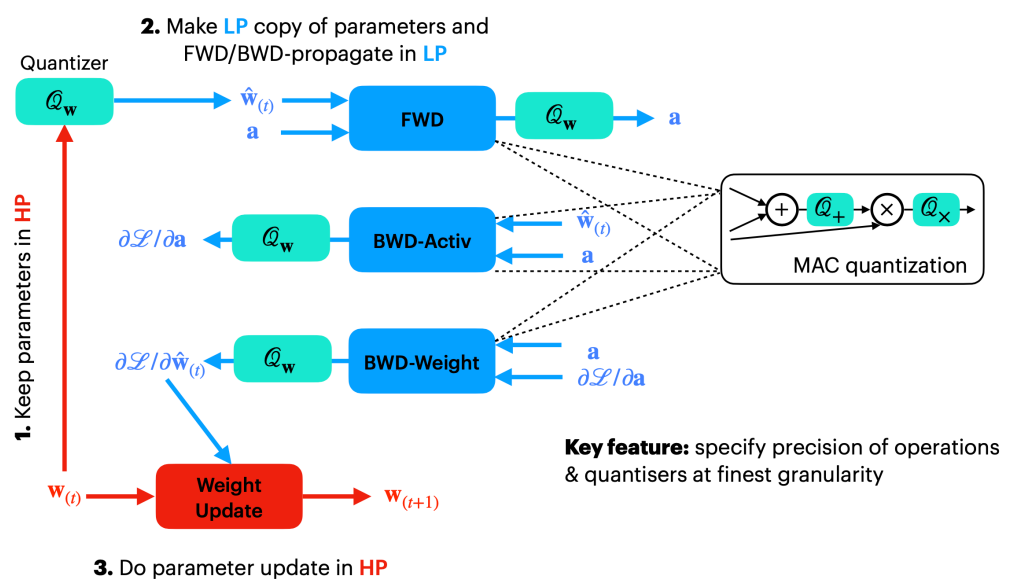 2. Make LP copy of parameters and
FWD/BWD-propagate in LP
Quantizer
𝒬w
ŵ(t)
a
FWD
𝒬w
a
1. Keep parameters in HP
𝒬+
𝒬×
MAC quantization
∂ℒ/∂a
𝒬w
BWD-Activ
ŵ(t)
a
∂ℒ/∂ŵ(t)
𝒬w
BWD-Weight
a
∂ℒ/∂a
Key feature: specify precision of operations
& quantisers at finest granularity
w(t)
Weight
Update
w(t+1)
3. Do parameter update in HP